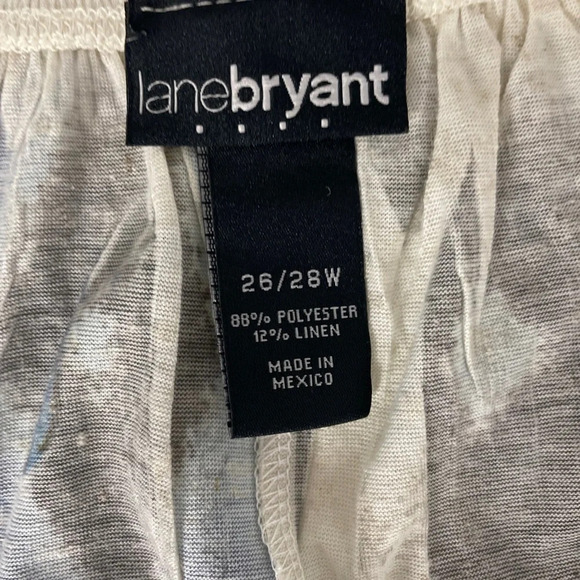 lanebryant
26/28W
88% POLYESTER
12% LINEN
MADE IN
MEXICO